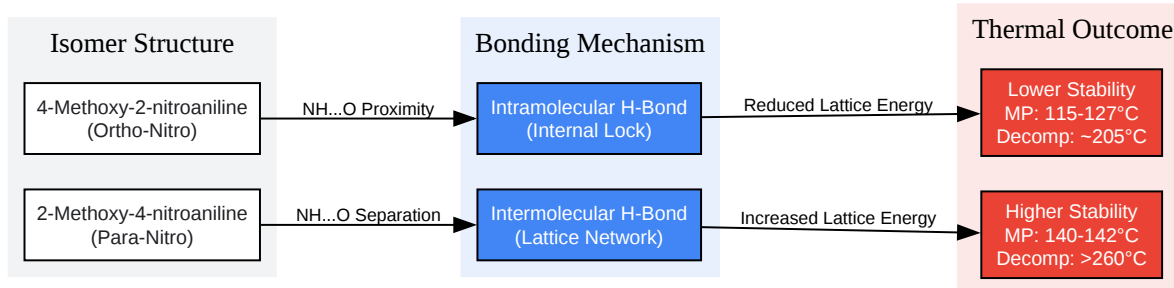 Isomer Structure
Bonding Mechanism
Thermal Outcome
4-Methoxy-2-nitroaniline
(Ortho-Nitro)
NH...O Proximity
Intramolecular H-Bond
(Internal Lock)
Reduced Lattice Energy
Lower Stability
MP: 115-127°C
Decomp: ~205°C
2-Methoxy-4-nitroaniline
(Para-Nitro)
NH...O Separation
Intermolecular H-Bond
(Lattice Network)
Increased Lattice Energy
Higher Stability
MP: 140-142°C
Decomp: >260°C